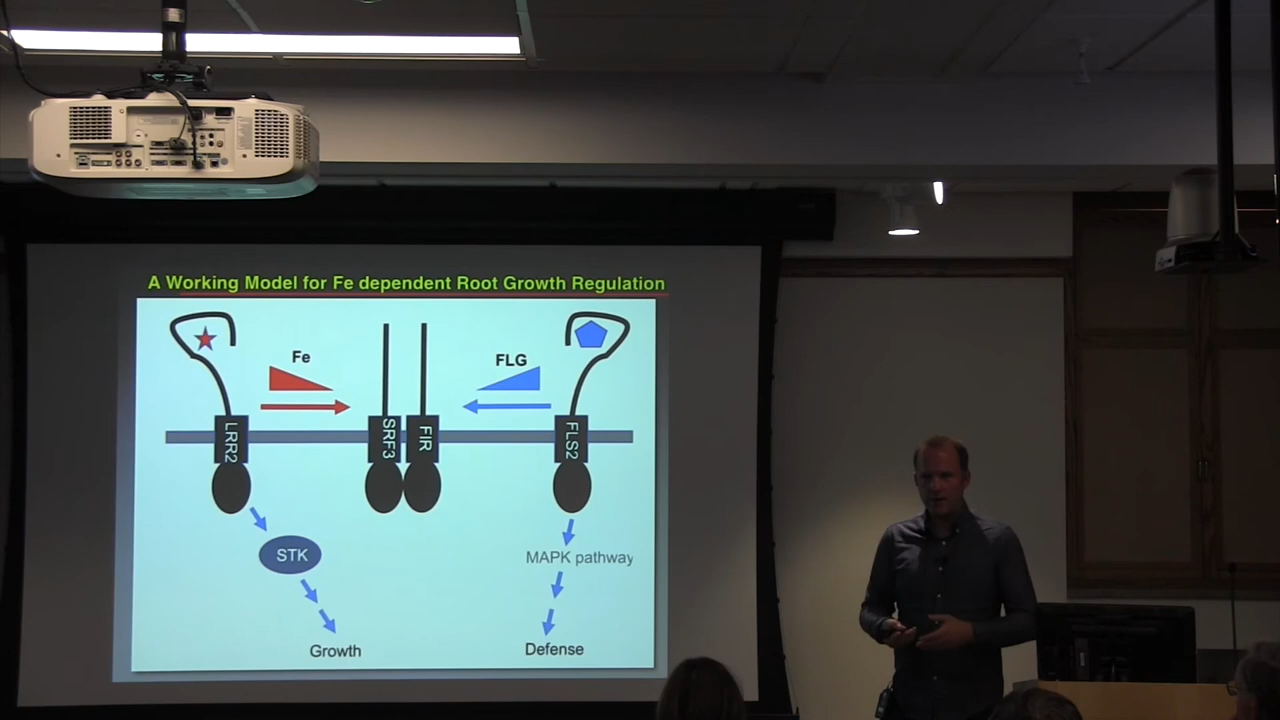 A Working Model for Fe dependent Root Growth Regulation
Fe
FLG
LRR2
SRF3
FIR
FLS2
STK
MAPK pathway
Growth
Defense